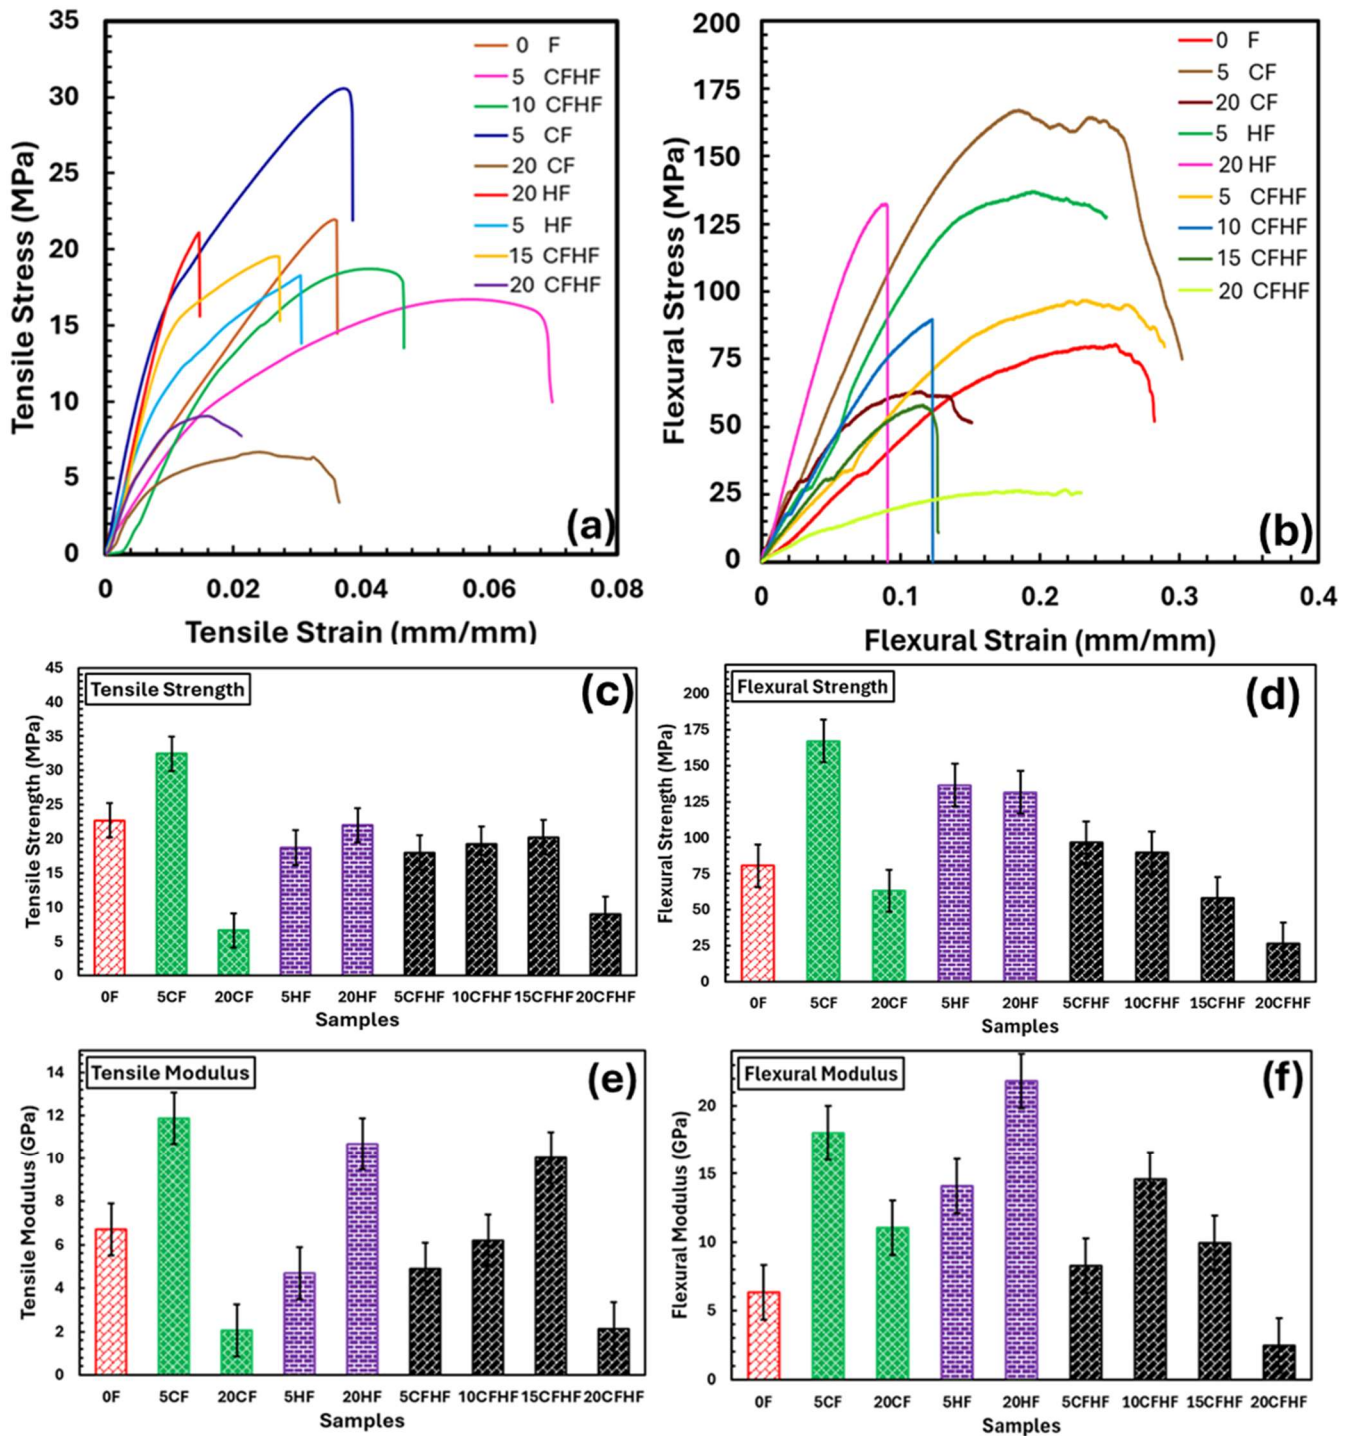 35
30
25
20
15
10
5
0
Tensile Stress (MPa)
0 F
5 CFHF
10 CFHF
5 CF
20 CF
20 HF
5 HF
15 CFHF
20 CFHF
(a)
0 0.02 0.04 0.06 0.08
Tensile Strain (mm/mm)
200
175
150
125
100
75
50
25
0
Flexural Stress (MPa)
0 F
5 CF
20 CF
5 HF
20 HF
5 CFHF
10 CFHF
15 CFHF
20 CFHF
(b)
0 0.1 0.2 0.3 0.4
Flexural Strain (mm/mm)
Tensile Strength
(c)
45
40
35
30
25
20
15
10
5
0
Tensile Strength (MPa)
0F 5CF 20CF 5HF 20HF 5CFHF 10CFHF 15CFHF 20CFHF
Samples
Flexural Strength
(d)
200
175
150
125
100
75
50
25
0
Flexural Strength (MPa)
0F 5CF 20CF 5HF 20HF 5CFHF 10CFHF 15CFHF 20CFHF
Samples
Tensile Modulus
(e)
14
12
10
8
6
4
2
0
Tensile Modulus (GPa)
0F 5CF 20CF 5HF 20HF 5CFHF 10CFHF 15CFHF 20CFHF
Samples
Flexural Modulus
(f)
20
15
10
5
0
Flexural Modulus (GPa)
0F 5CF 20CF 5HF 20HF 5CFHF 10CFHF 15CFHF 20CFHF
Samples